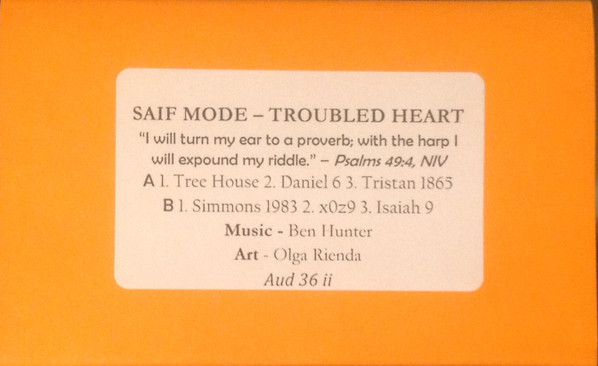 SAIF MODE – TROUBLED HEART
“I will turn my ear to a proverb; with the harp I
will expound my riddle.” – Psalms 49:4, NIV
A 1. Tree House 2. Daniel 6 3. Tristan 1865
B 1. Simmons 1983 2. x0z9 3. Isaiah 9
Music - Ben Hunter
Art - Olga Rienda
Aud 36 ii